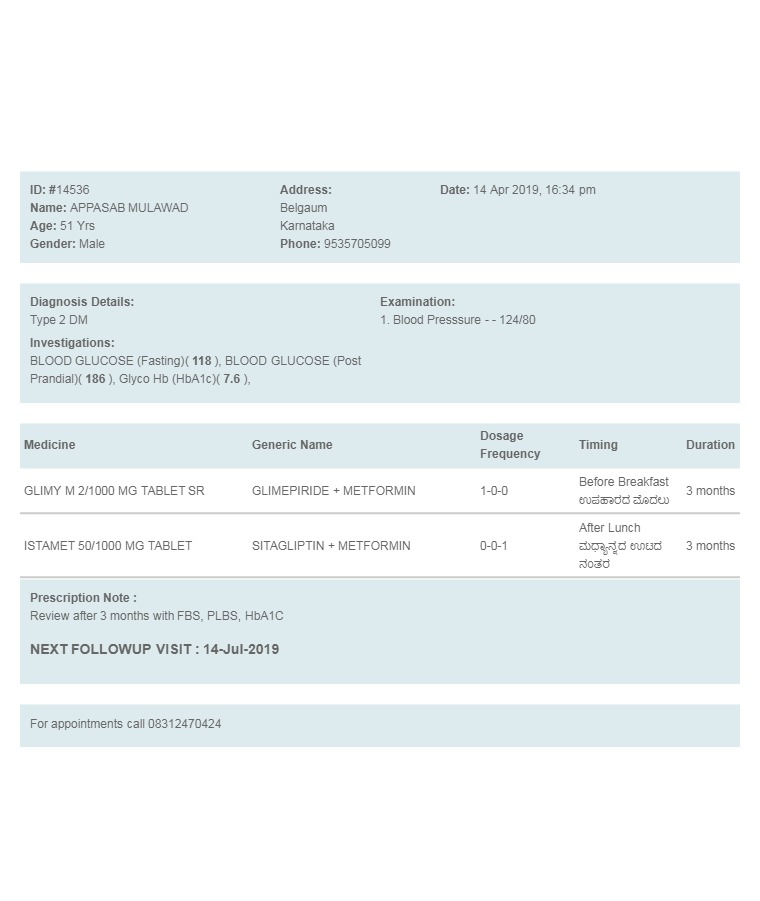 ID: #14536
Name: APPASAB MULAWAD
Age: 51 Yrs
Gender: Male
Address:
Belgaum
Karnataka
Phone: 9535705099
Date: 14 Apr 2019, 16:34 pm
Diagnosis Details:
Type 2 DM
Investigations:
BLOOD GLUCOSE (Fasting)( 118 ), BLOOD GLUCOSE (Post
Prandial)( 186 ), Glyco Hb (HbA1c)( 7.6 ),
Examination:
1. Blood Presssure - - 124/80
Medicine Generic Name Dosage Frequency Timing Duration
GLIMY M 2/1000 MG TABLET SR GLIMEPIRIDE + METFORMIN 1-0-0 Before Breakfast 3 months
ಉಪಹಾರದ ಮೊದಲು
ISTAMET 50/1000 MG TABLET SITAGLIPTIN + METFORMIN 0-0-1 After Lunch 3 months
ಮಧ್ಯಾನ್ನದ ಊಟದ
ನಂತರ
Prescription Note :
Review after 3 months with FBS, PLBS, HbA1C
NEXT FOLLOWUP VISIT : 14-Jul-2019
For appointments call 08312470424